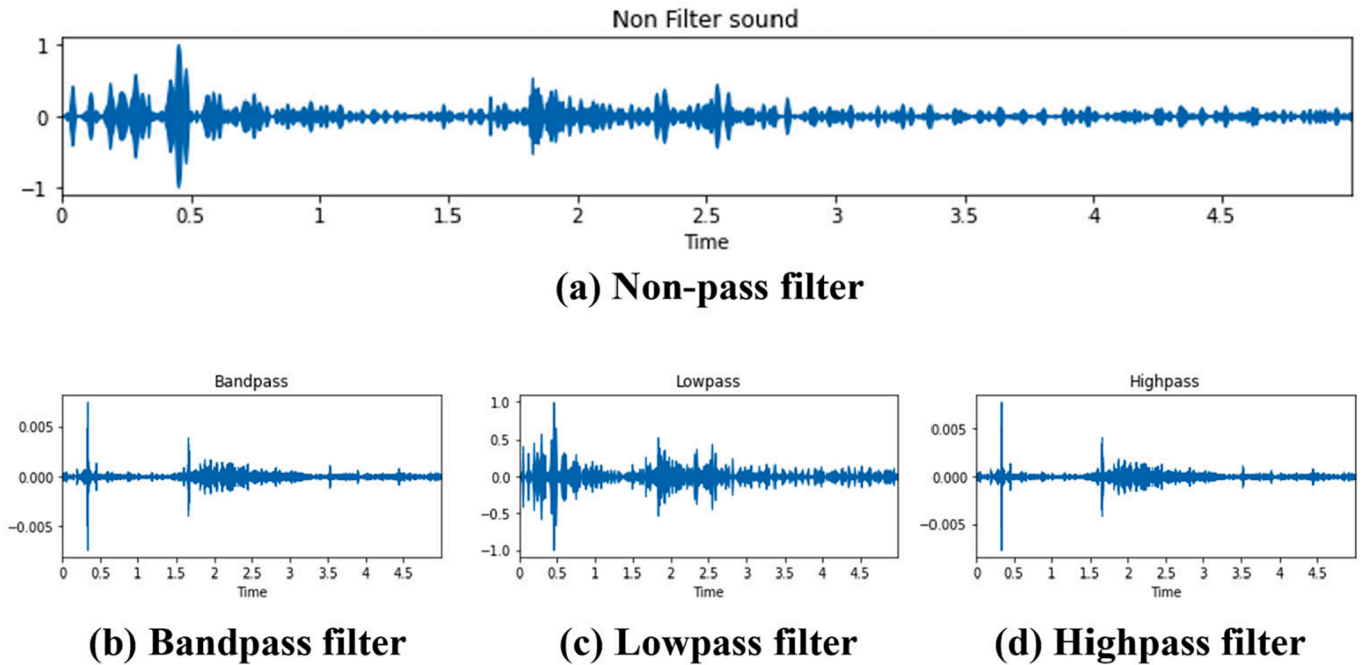 Non Filter sound
1
0
−1
0 0.5 1 1.5 2 2.5 3 3.5 4 4.5
Time
(a) Non-pass filter
Bandpass Lowpass Highpass
0.005 1.0 0.005
0.5
0.000 0.0 0.000
−0.5
−0.005 −1.0 −0.005
0 0.5 1 1.5 2 2.5 3 3.5 4 4.5 0 0.5 1 1.5 2 2.5 3 3.5 4 4.5 0 0.5 1 1.5 2 2.5 3 3.5 4 4.5
Time Time Time
(b) Bandpass filter (c) Lowpass filter (d) Highpass filter